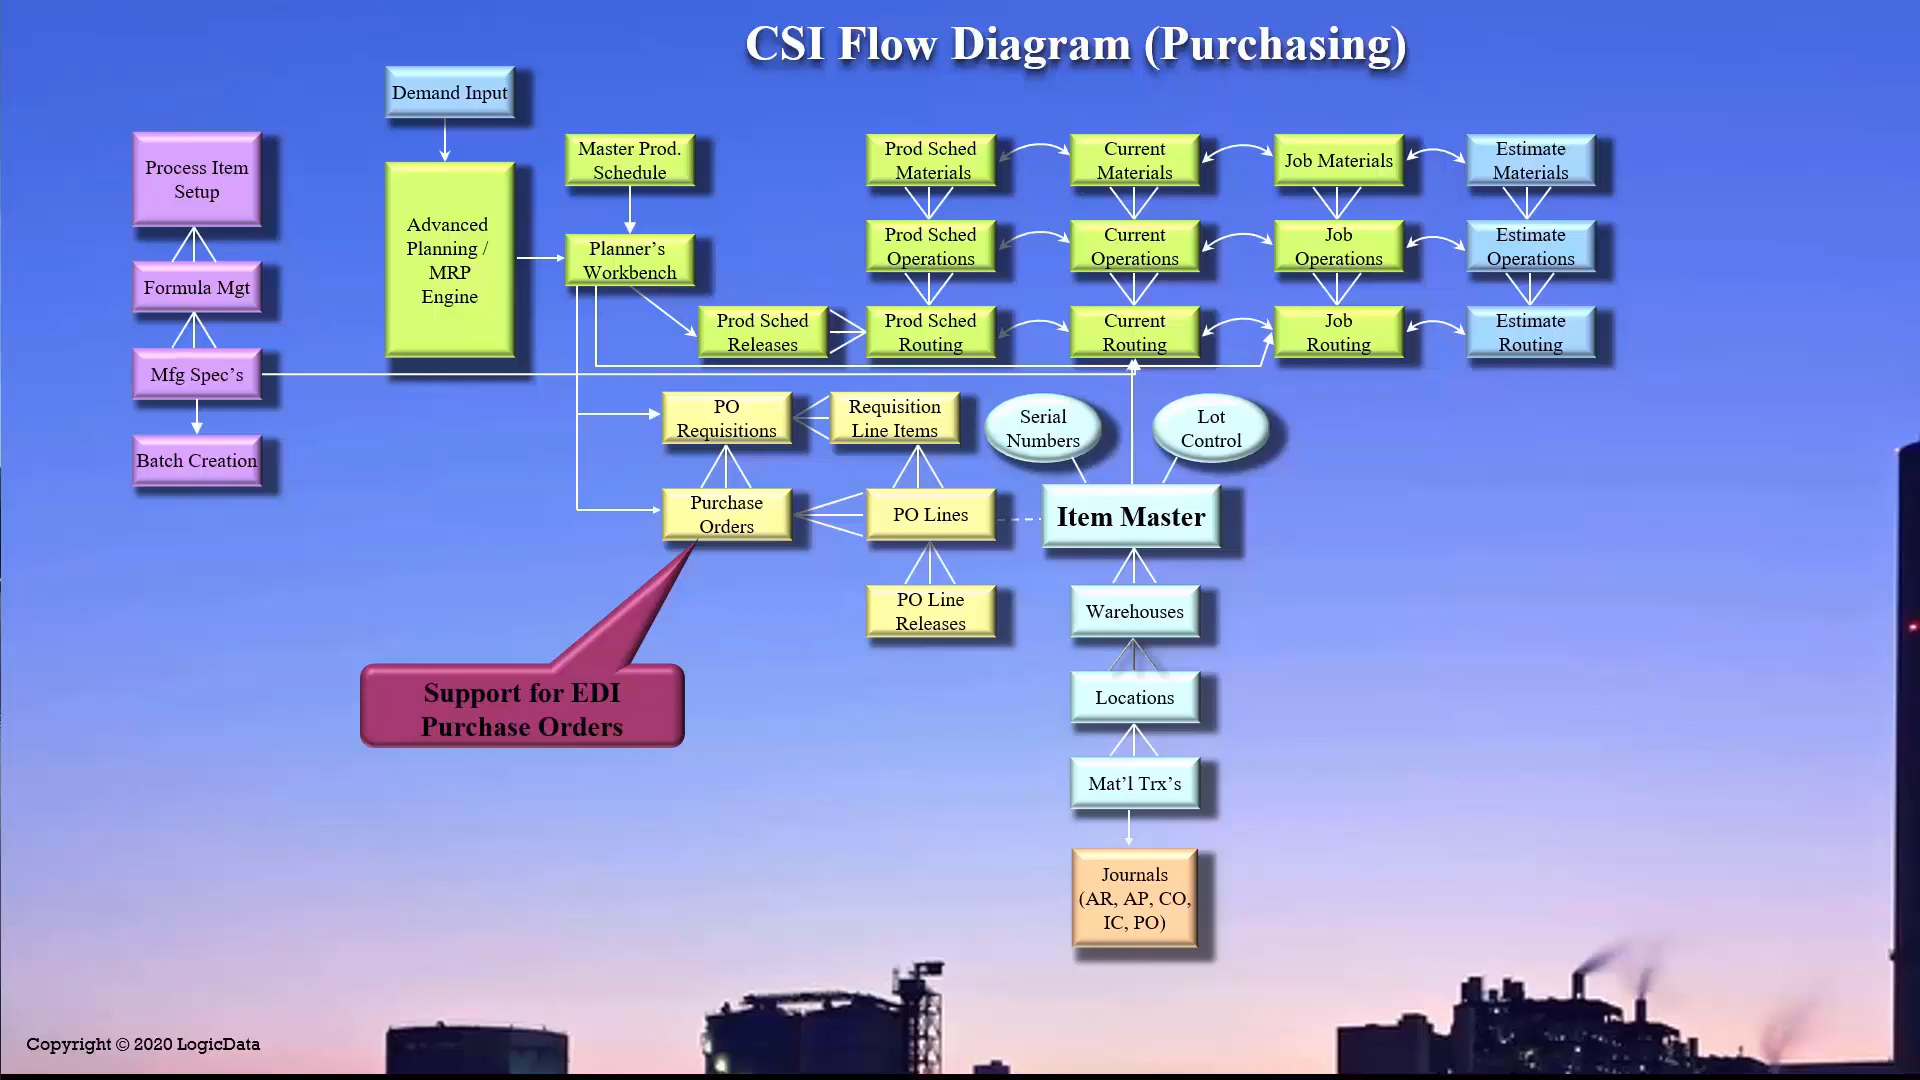 CSI Flow Diagram (Purchasing)
Demand Input
Process Item
Setup
Formula Mgt
Mfg Spec’s
Batch Creation
Advanced
Planning /
MRP
Engine
Master Prod.
Schedule
Planner’s
Workbench
Prod Sched
Releases
Prod Sched
Materials
Current
Materials
Job Materials
Estimate
Materials
Prod Sched
Operations
Current
Operations
Job
Operations
Estimate
Operations
Prod Sched
Routing
Current
Routing
Job
Routing
Estimate
Routing
PO
Requisitions
Requisition
Line Items
Serial
Numbers
Lot
Control
Purchase
Orders
PO Lines
Item Master
PO Line
Releases
Warehouses
Support for EDI
Purchase Orders
Locations
Mat’l Trx’s
Journals
(AR, AP, CO,
IC, PO)
Copyright © 2020 LogicData